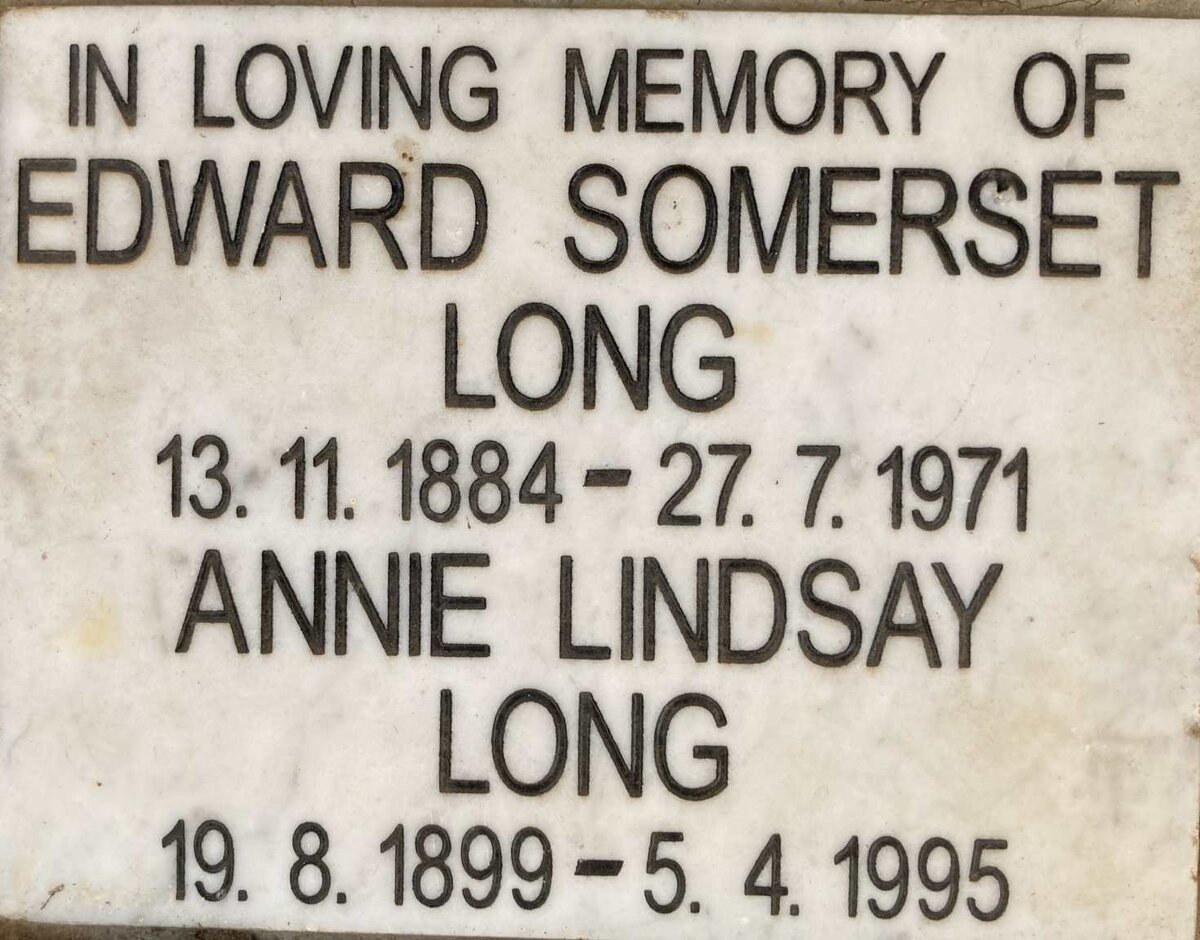 IN LOVING MEMORY OF
EDWARD SOMERSET
LONG
13. 11. 1884 – 27. 7. 1971
ANNIE LINDSAY
LONG
19. 8. 1899 – 5. 4. 1995